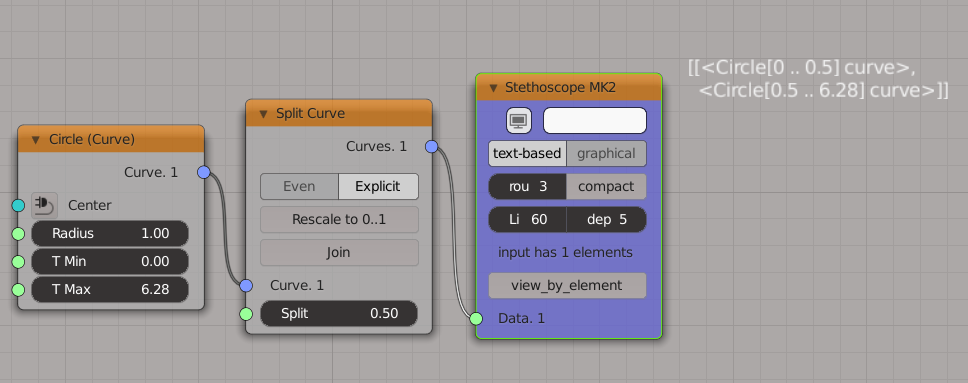 Circle (Curve)
Curve. 1
Center
Radius 1.00
T Min 0.00
T Max 6.28
Split Curve
Curves. 1
Even Explicit
Rescale to 0..1
Join
Curve. 1
Split 0.50
Stethoscope MK2
text-based graphical
rou 3 compact
Li 60 dep 5
input has 1 elements
view_by_element
Data. 1
[[<Circle[0 .. 0.5] curve>,
<Circle[0.5 .. 6.28] curve>]]